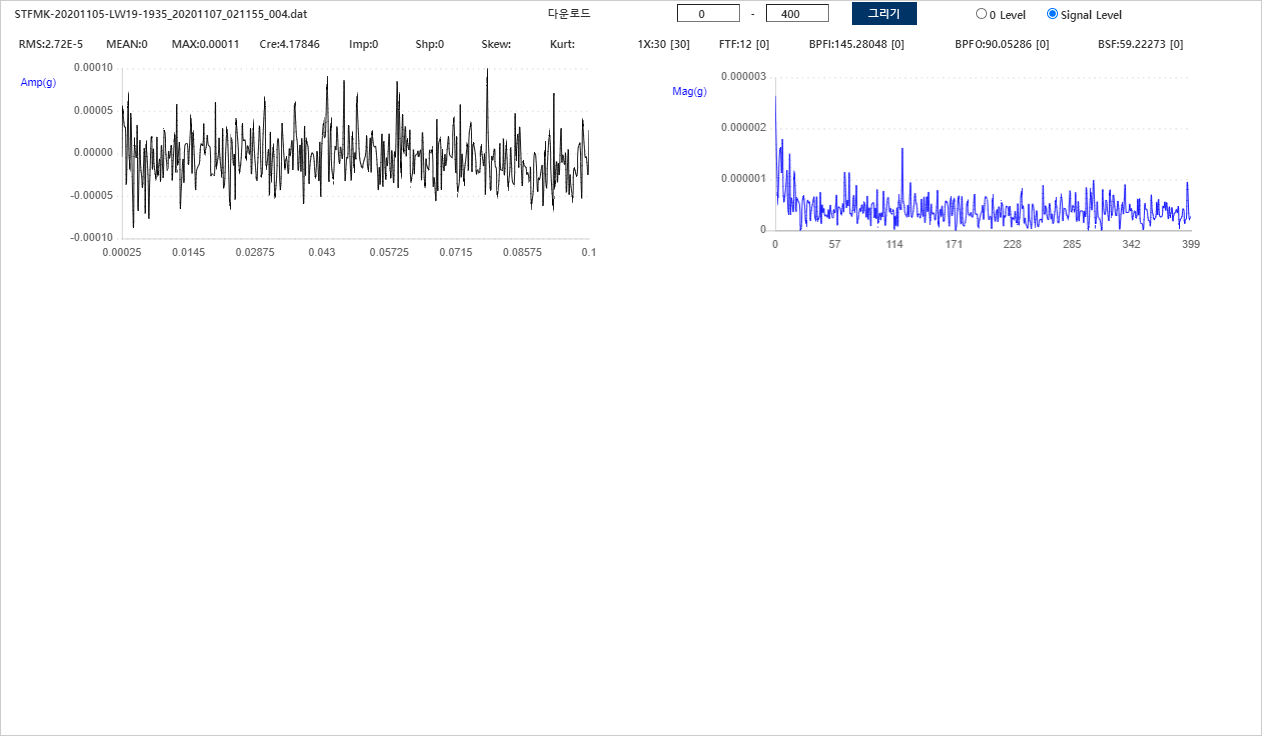 STFMK-20201105-LW19-1935_20201107_021155_004.dat 다운로드 0 - 400 그리기 0 Level Signal Level
RMS:2.72E-5 MEAN:0 MAX:0.00011 Cre:4.17846 Imp:0 Shp:0 Skew: Kurt: 1X:30 [30] FTF:12 [0] BPFI:145.28048 [0] BPFO:90.05286 [0] BSF:59.22273 [0]
Amp(g)
0.00010
0.00005
0.00000
-0.00005
-0.00010
0.00025 0.0145 0.02875 0.043 0.05725 0.0715 0.08575 0.1
Mag(g)
0.000003
0.000002
0.000001
0
0 57 114 171 228 285 342 399